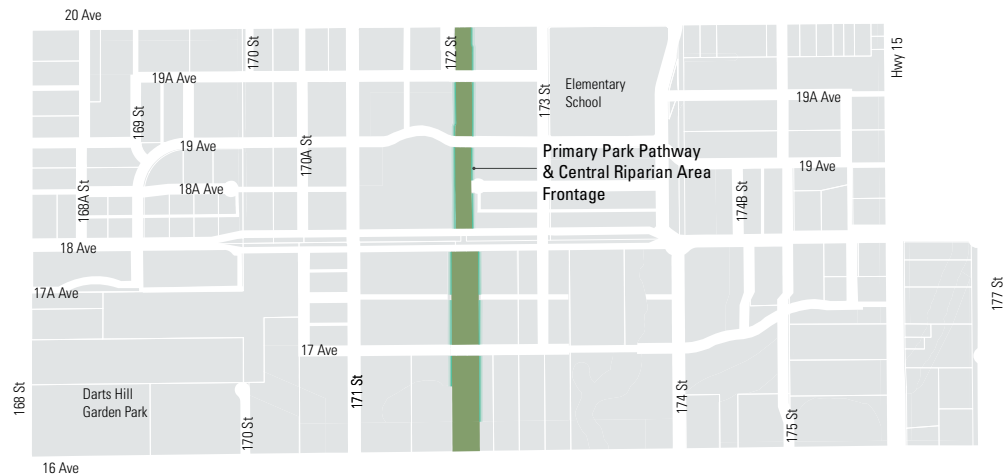 20 Ave
170 St
172 St
Hwy 15
19A Ave
Elementary
School
173 St
19A Ave
169 St
19 Ave
170A St
Primary Park Pathway
& Central Riparian Area
Frontage
19 Ave
18A Ave
168A St
174B St
18 Ave
17A Ave
177 St
17 Ave
168 St
Darts Hill
Garden Park
171 St
174 St
170 St
175 St
16 Ave